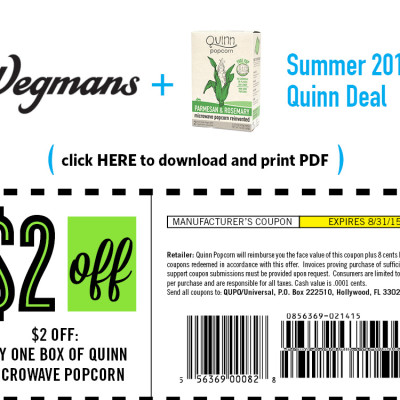 Wegmans + Quinn popcorn
PARMESAN & ROSEMARY
microwave popcorn reinvented
Summer 201
Quinn Deal
( click HERE to download and print PDF )
$2 off
$2 OFF:
Y ONE BOX OF QUINN
CROWAVE POPCORN
MANUFACTURER'S COUPON EXPIRES 8/31/15
Retailer: Quinn Popcorn will reimburse you the face value of this coupon plus 8 cents
coupons redeemed in accordance with this offer. Invoices proving purchase of suffici
support coupon submissions must be provided upon request. Consumers are limited to
per purchase and are responsible for all taxes. Cash value is .0001 cents.
Send all coupons to: QUPO/Universal, P.O. Box 222510, Hollywood, FL 3302
0856369-021415
5 56369 00082 8